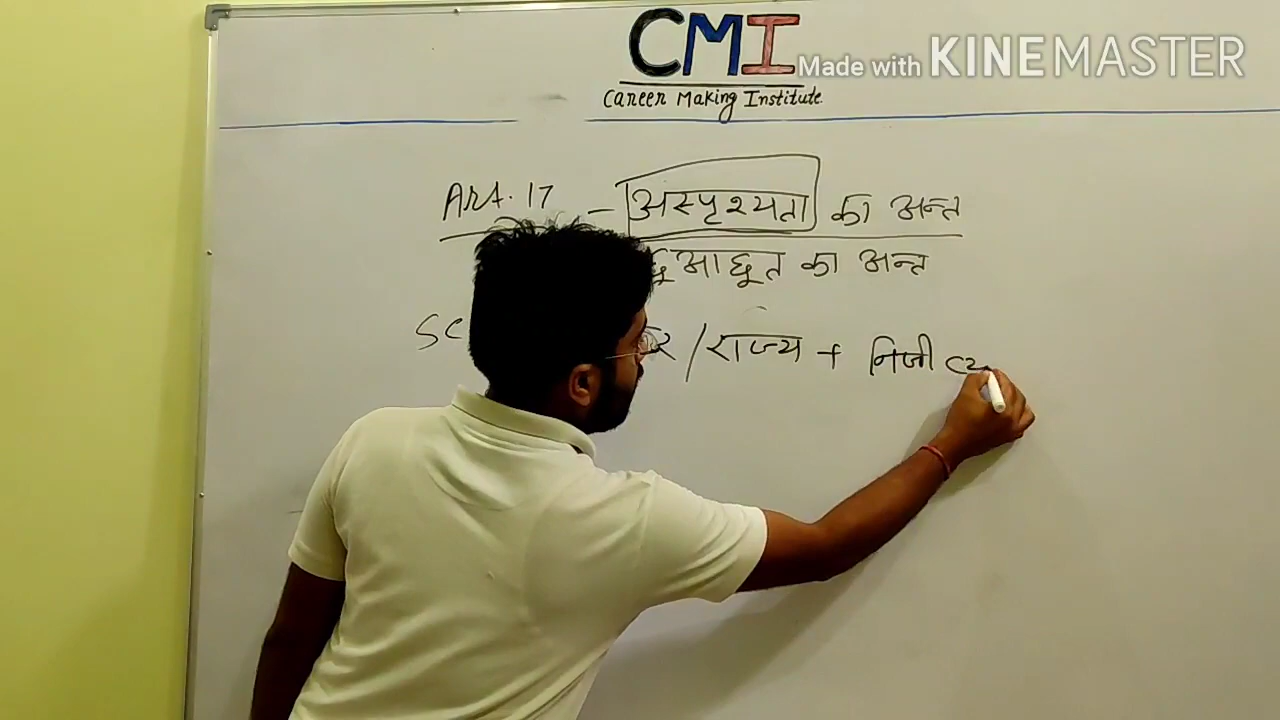 CMI
Made with KINEMASTER
Career Making Institute
Art. 17 - अस्पृश्यता का अन्त
छुआछूत का अन्त
SC / राज्य + निजी